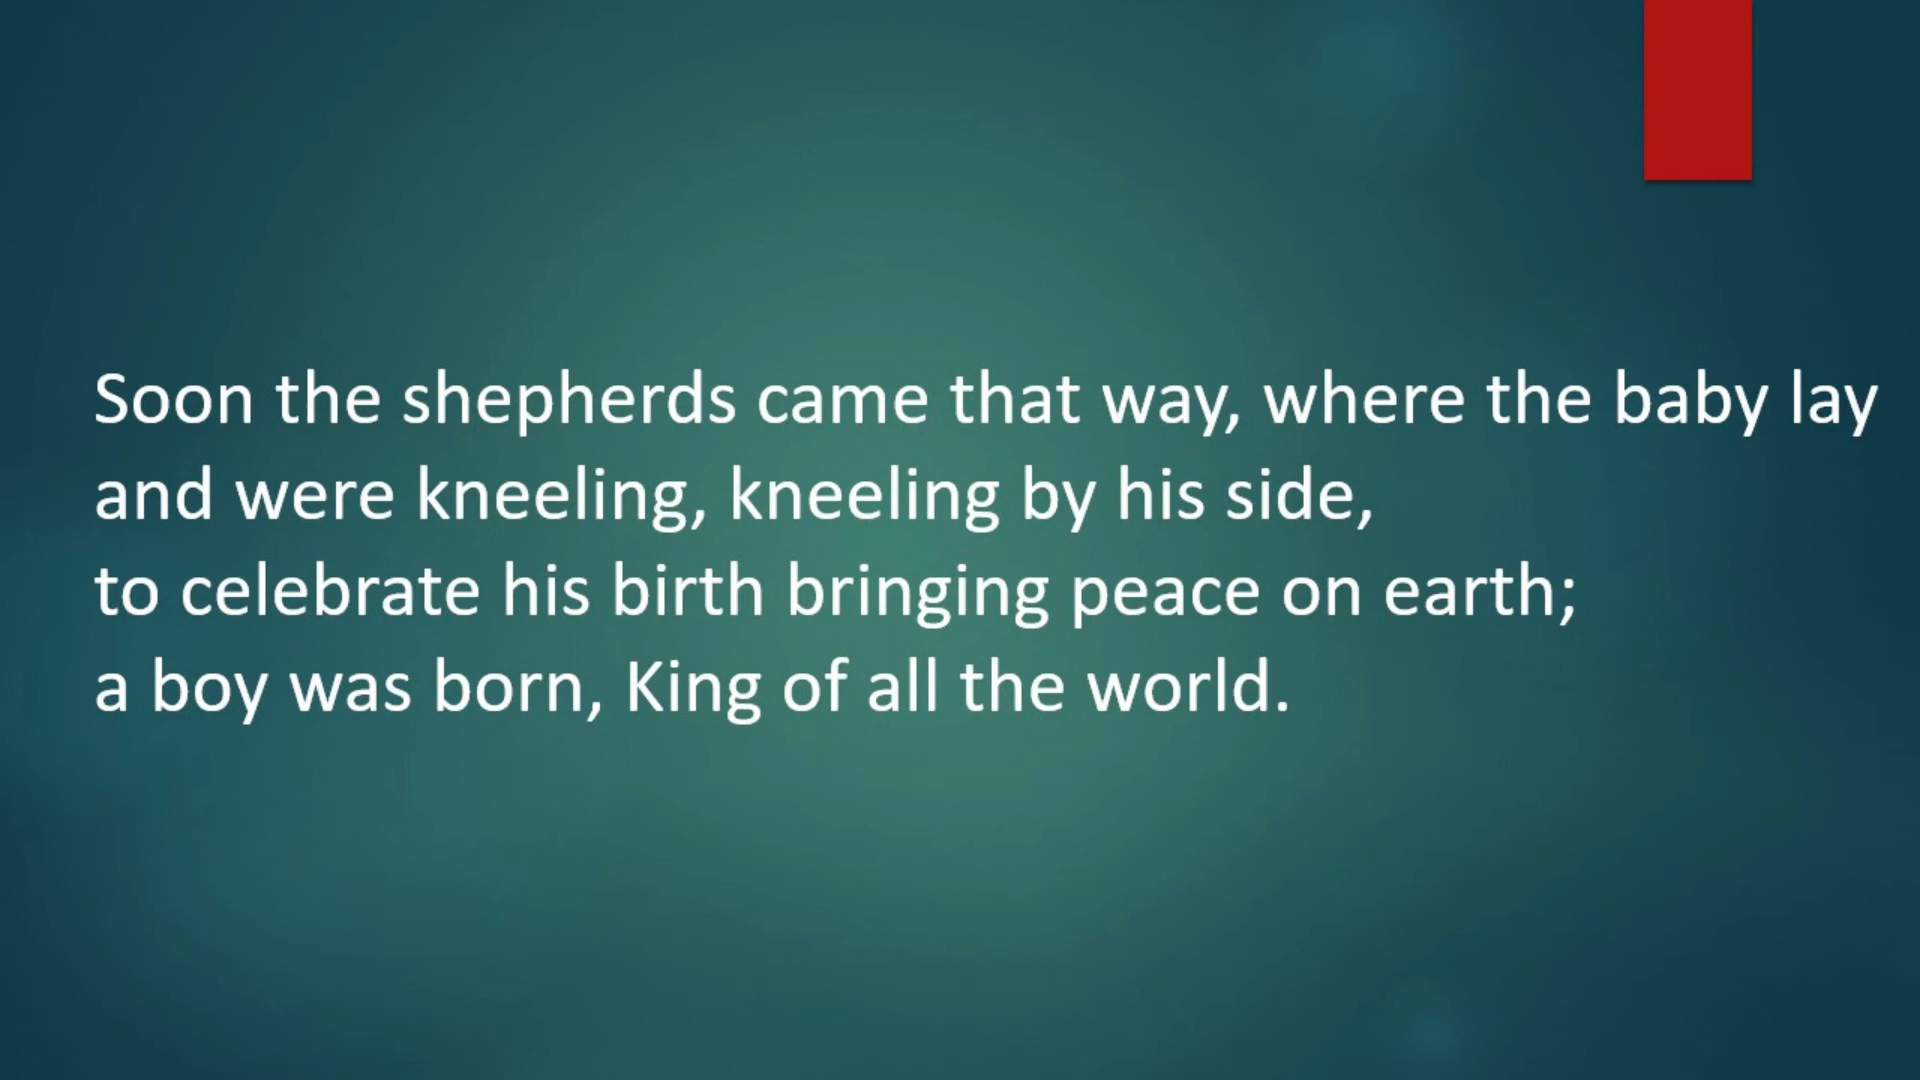 Soon the shepherds came that way, where the baby lay
and were kneeling, kneeling by his side,
to celebrate his birth bringing peace on earth;
a boy was born, King of all the world.